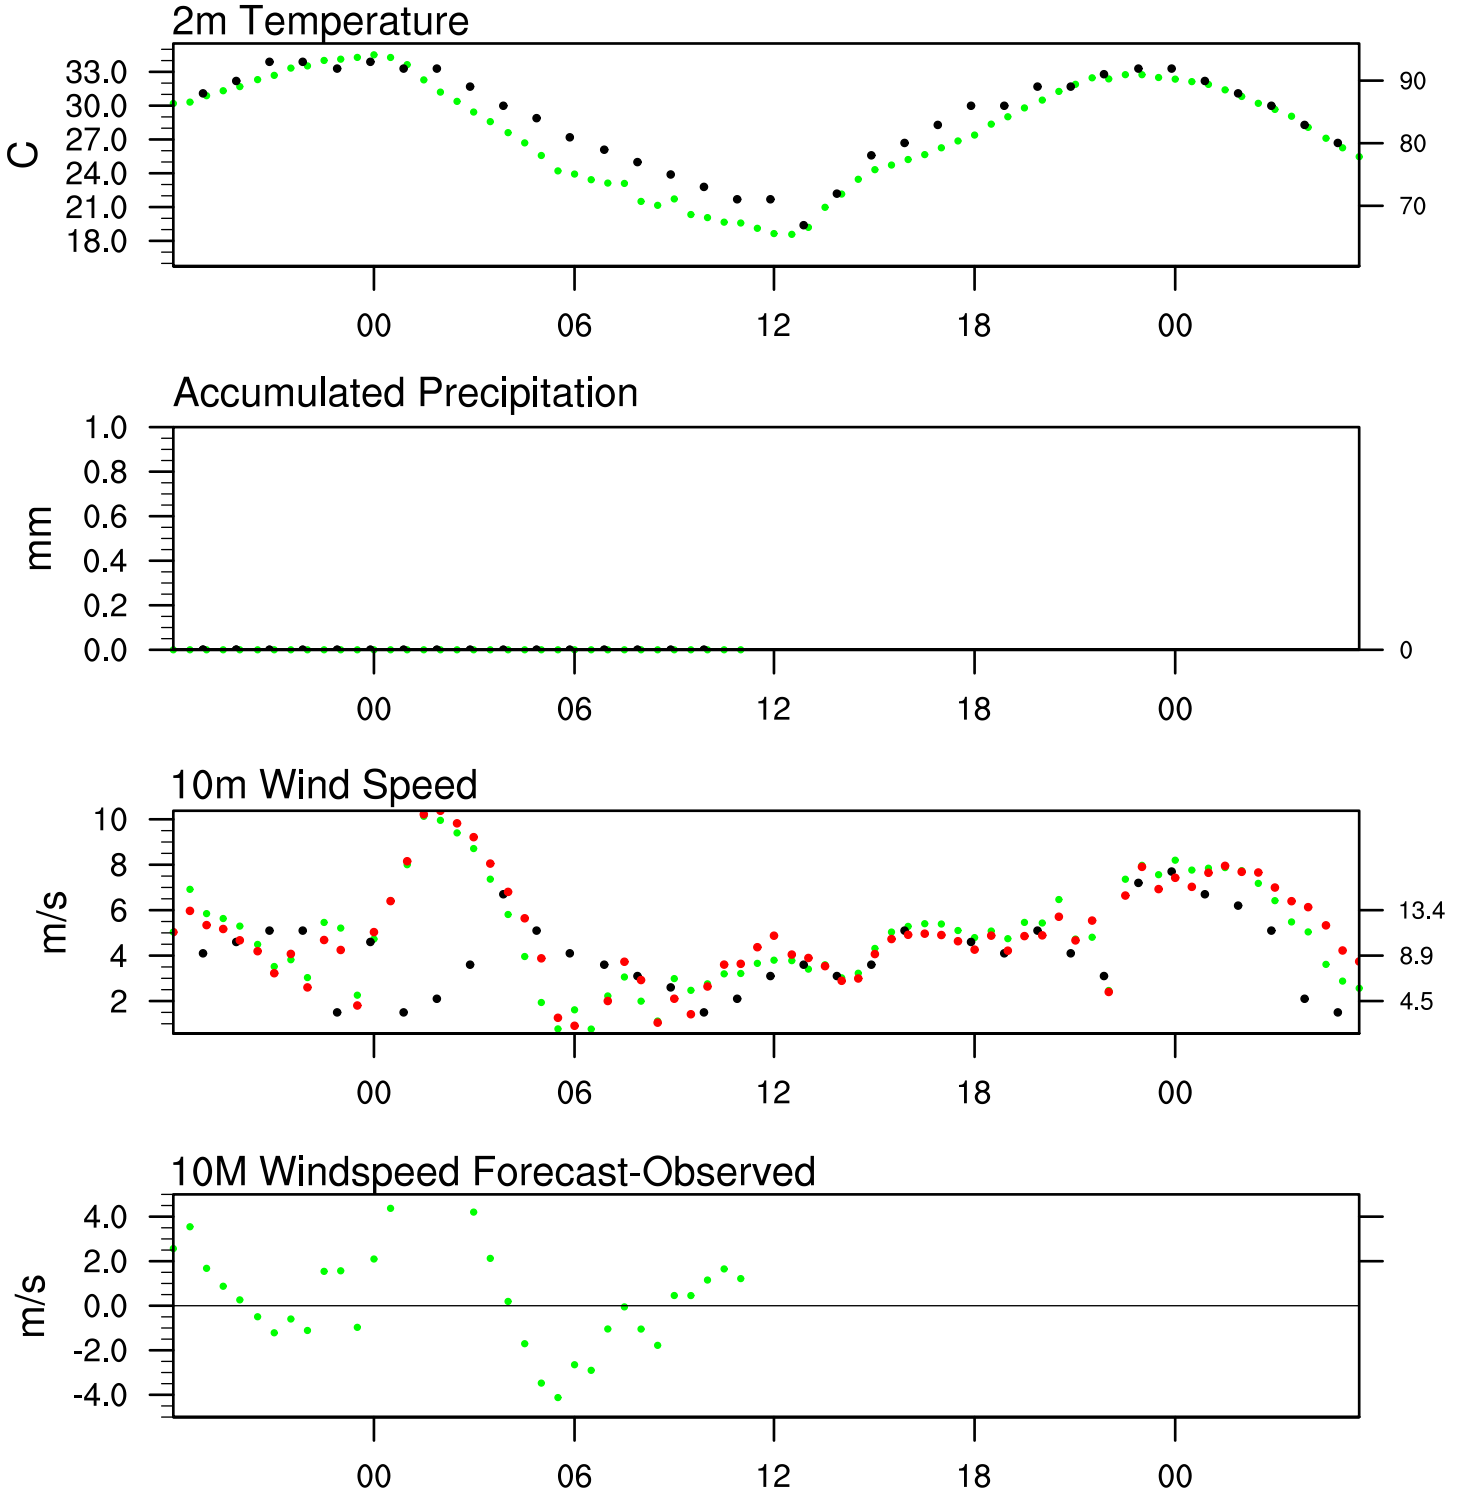 2m Temperature
33.0
30.0
27.0
24.0
21.0
18.0
C
90
80
70
00 06 12 18 00
Accumulated Precipitation
1.0
0.8
0.6
0.4
0.2
0.0
mm
0
00 06 12 18 00
10m Wind Speed
10
8
6
4
2
m/s
13.4
8.9
4.5
00 06 12 18 00
10M Windspeed Forecast-Observed
4.0
2.0
0.0
-2.0
-4.0
m/s
00 06 12 18 00